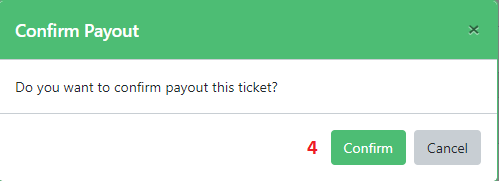 Confirm Payout ×
Do you want to confirm payout this ticket?
4 Confirm Cancel